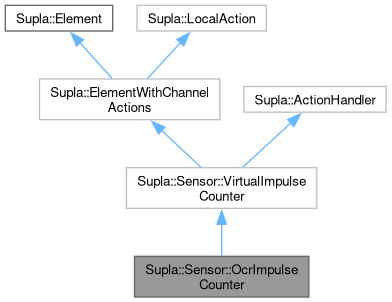 Supla::Element
Supla::LocalAction
Supla::ElementWithChannel
Actions
Supla::ActionHandler
Supla::Sensor::VirtualImpulse
Counter
Supla::Sensor::OcrImpulse
Counter